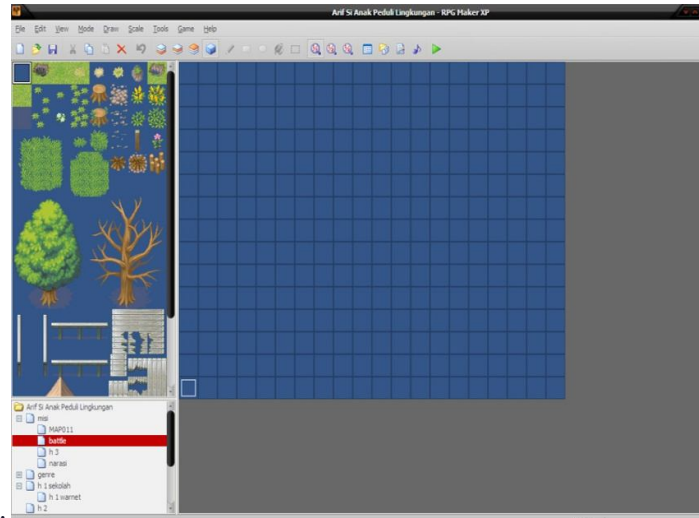 Arif Si Anak Peduli Lingkungan - RPG Maker XP
File Edit View Mode Draw Scale Tools Game Help
Arif Si Anak Peduli Lingkungan
misi
MAP011
battle
h 3
narasi
genre
h 1 sekolah
h 1 warnet
h 2